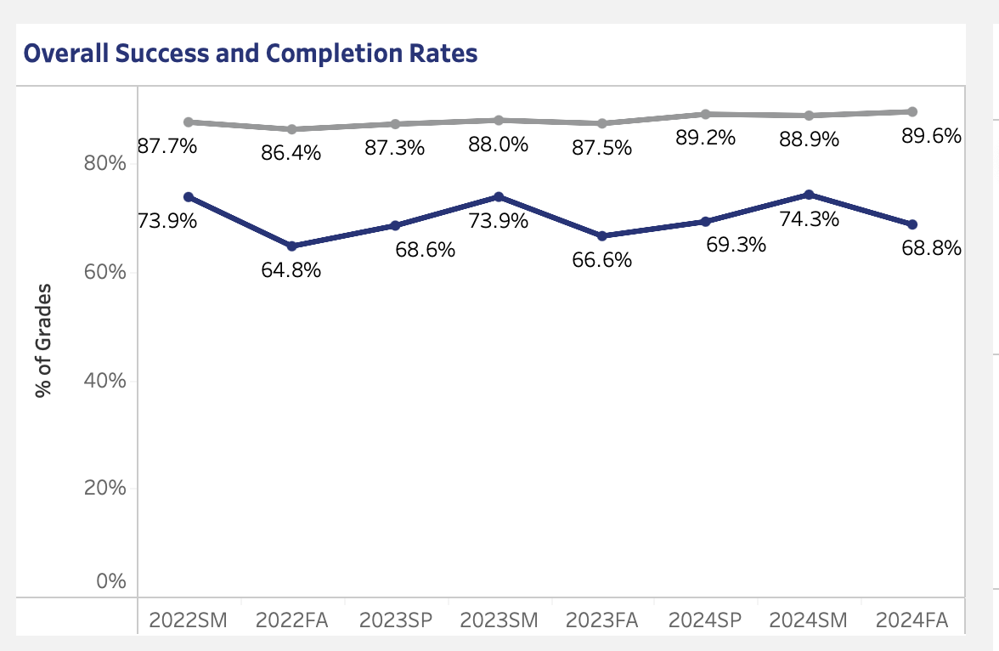 Overall Success and Completion Rates
87.7% 86.4% 87.3% 88.0% 87.5% 89.2% 88.9% 89.6%
80%
73.9% 64.8% 68.6% 73.9% 66.6% 69.3% 74.3% 68.8%
60%
% of Grades
40%
20%
0%
2022SM 2022FA 2023SP 2023SM 2023FA 2024SP 2024SM 2024FA